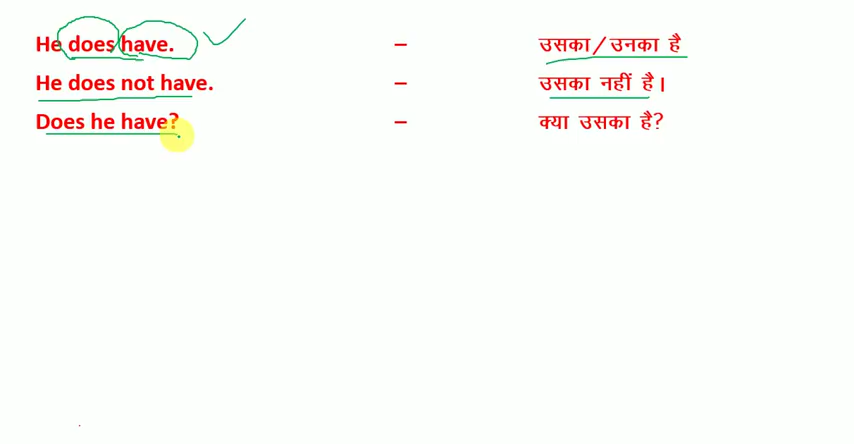 He does have. – उसका/उनका है
He does not have. – उसका नहीं है।
Does he have? – क्या उसका है?